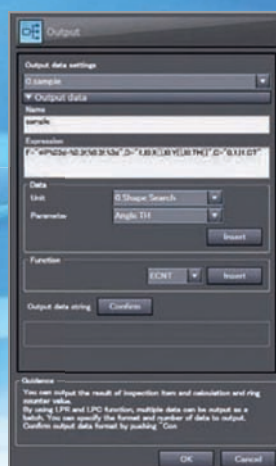 Output
Output data settings
0.sample
▼ Output data
Name
sample
Expression
Data
Unit
0.Shape Search
Parameter
Angle TH
Insert
Function
ECNT
Insert
Output data string
Confirm
Guidance
You can output the result of inspection item and calculation and ring
counter value.
By using LPR and LPC function, multiple data can be output as a
batch. You can specify the format and number of data to output.
Confirm output data format by pushing "Con
OK
Cancel